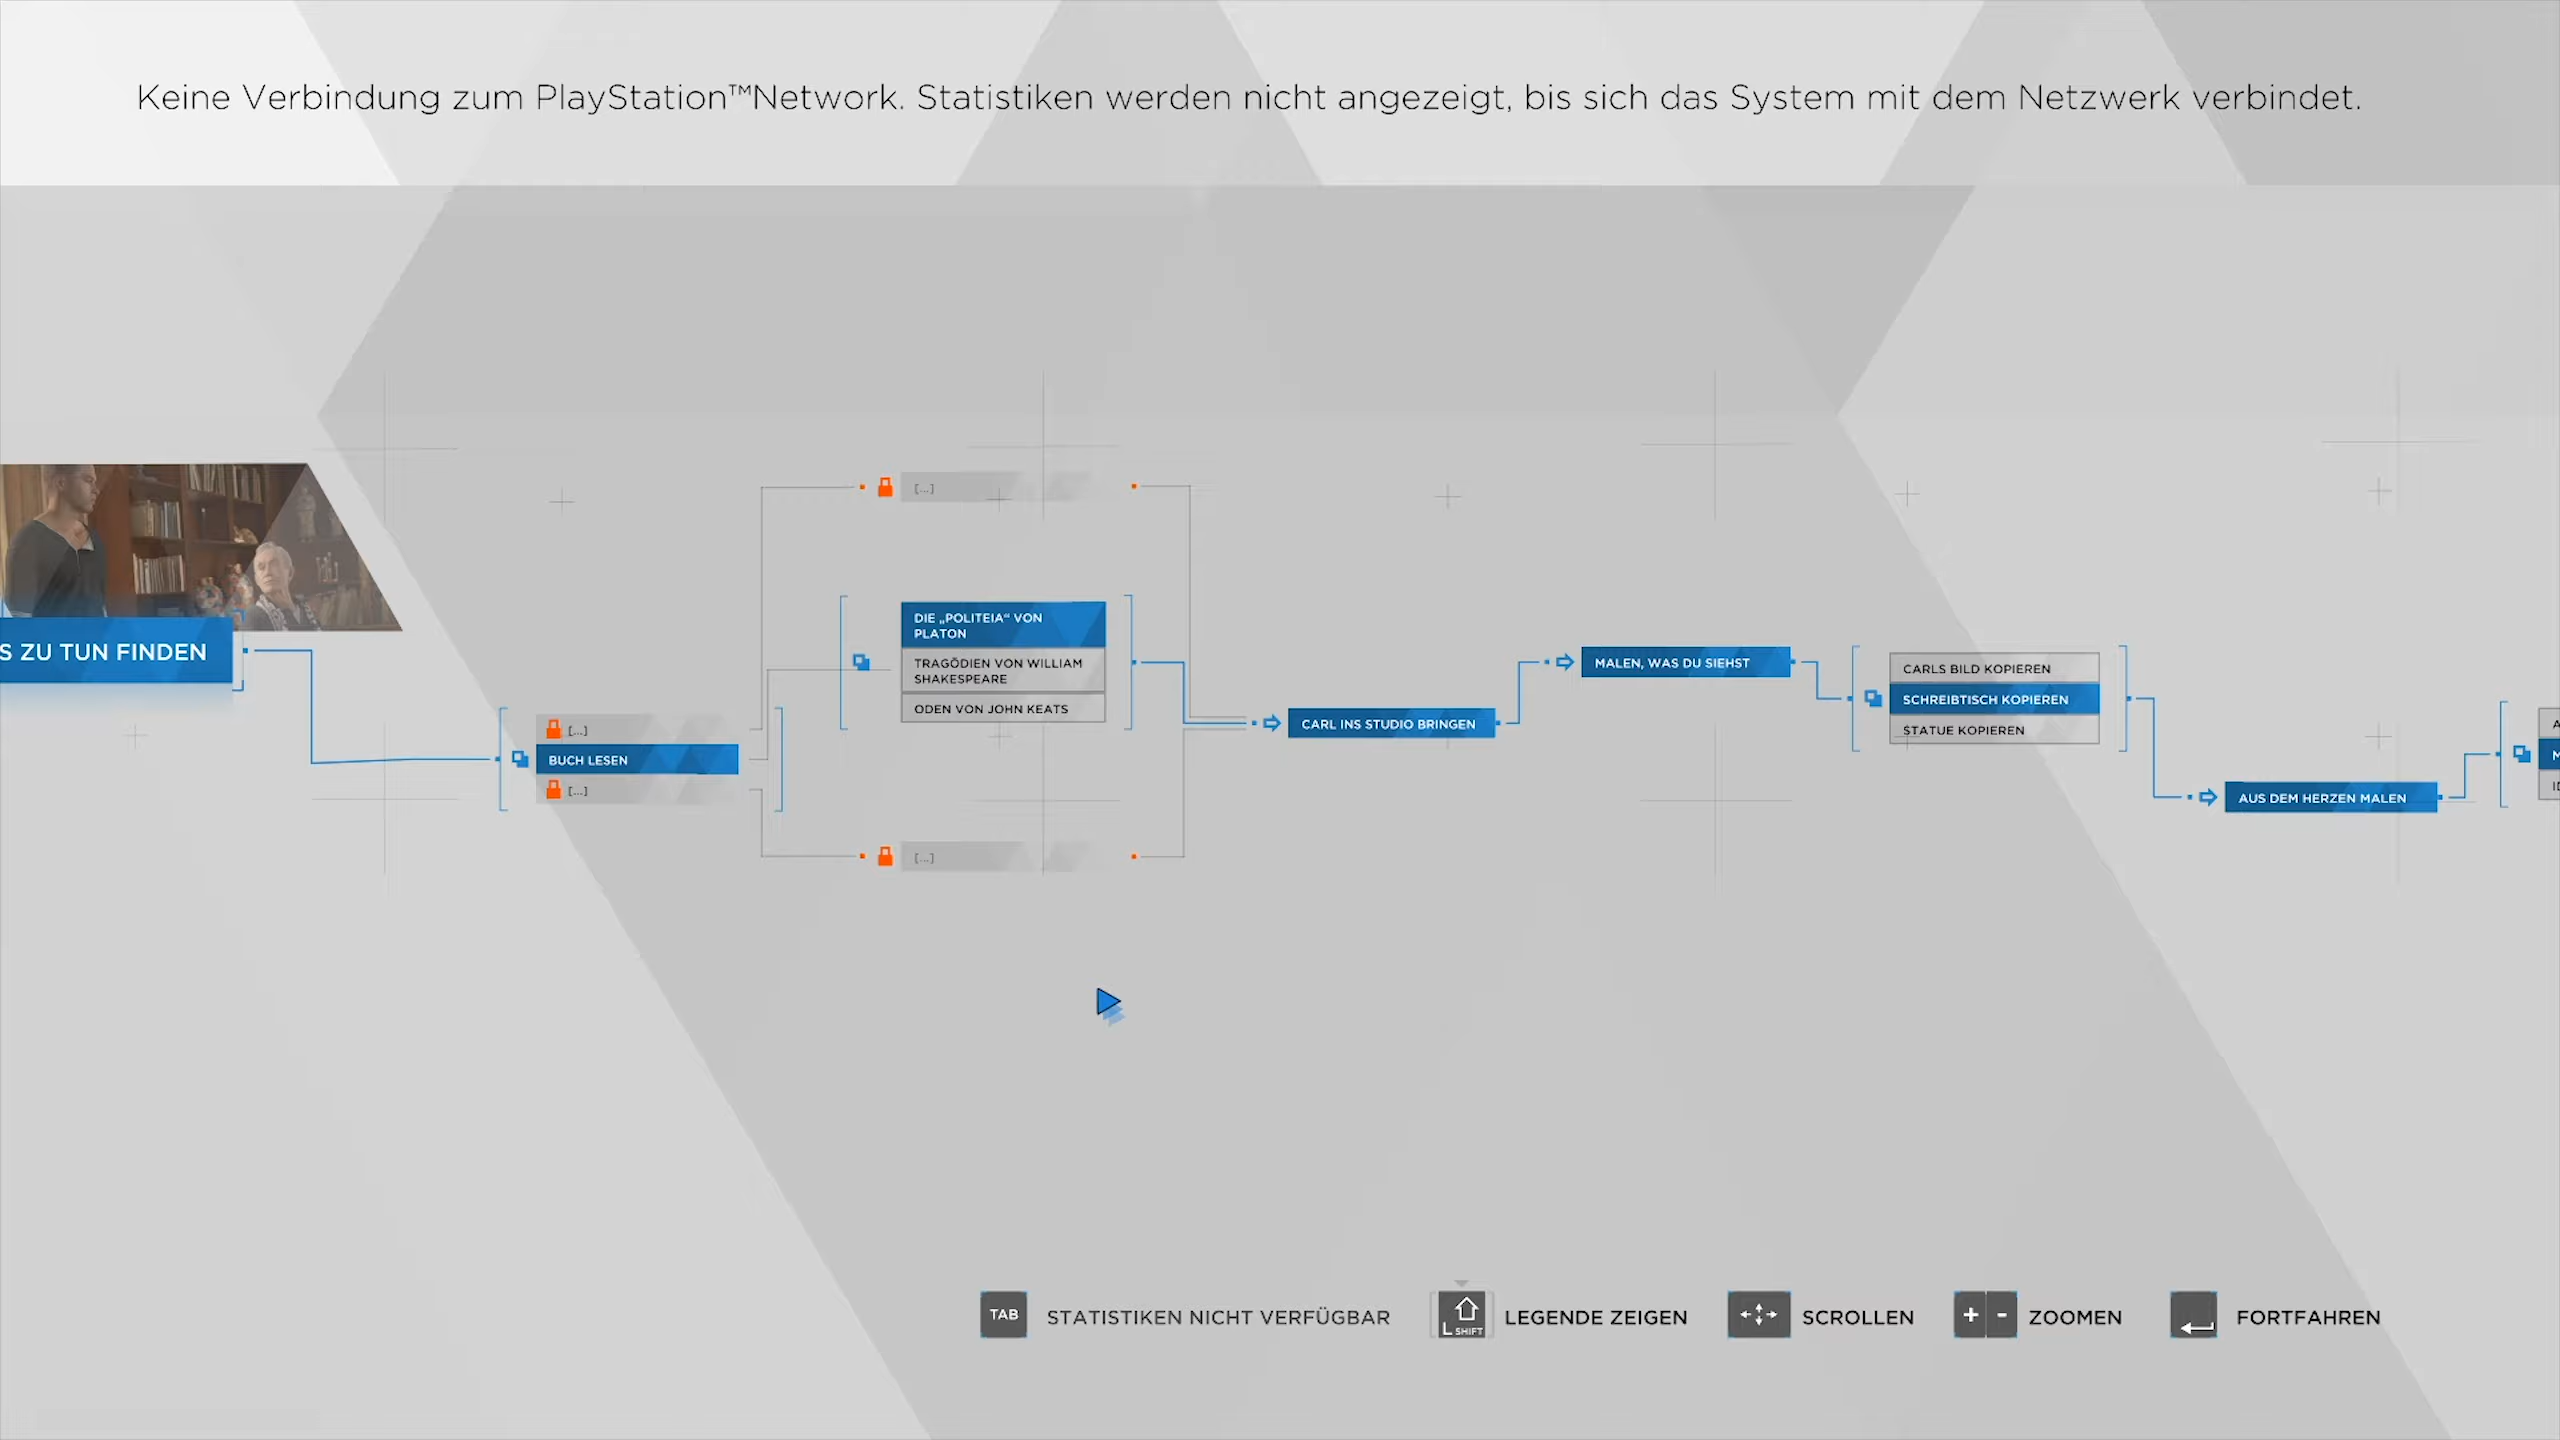 Keine Verbindung zum PlayStation™Network. Statistiken werden nicht angezeigt, bis sich das System mit dem Netzwerk verbindet.
S ZU TUN FINDEN
[...]
BUCH LESEN
[...]
[...]
DIE „POLITEIA“ VON
PLATON
TRAGÖDIEN VON WILLIAM
SHAKESPEARE
ODEN VON JOHN KEATS
[...]
CARL INS STUDIO BRINGEN
MALEN, WAS DU SIEHST
CARLS BILD KOPIEREN
SCHREIBTISCH KOPIEREN
STATUE KOPIEREN
AUS DEM HERZEN MALEN
A
M
ID
TAB STATISTIKEN NICHT VERFÜGBAR L SHIFT LEGENDE ZEIGEN SCROLLEN + - ZOOMEN FORTFAHREN